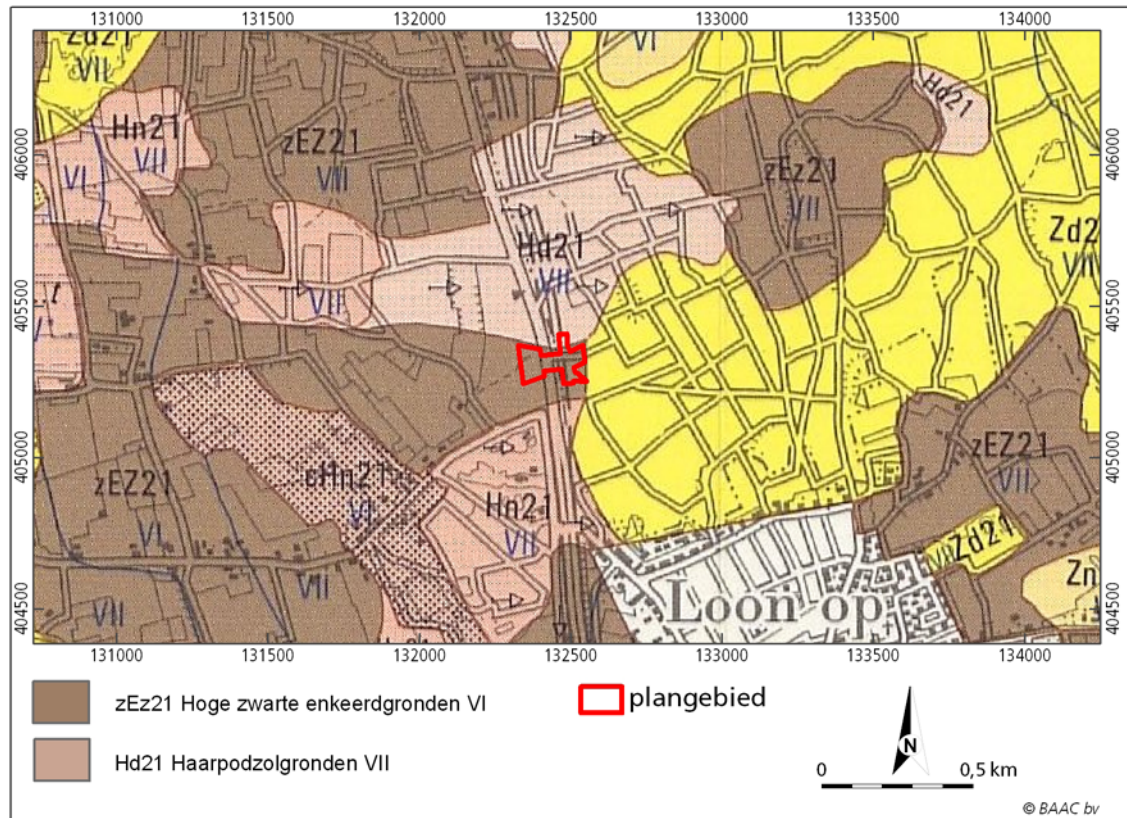 131000 131500 132000 132500 133000 133500 134000
406000
405500
405000
404500
Zd21
VII
VI
Hn21
VII
zEZ21
VII
VI
Hd21
zEz21
VII
Hd21
VII
Zd2
VII
VII
zEZ21
VII
cHn21
VI
zEZ21
VI
Hn21
VII
Zd21
VII
Zn
VII
VII
Loon op
406000
405500
405000
404500
131000 131500 132000 132500 133000 133500 134000
zEz21 Hoge zwarte enkeerdgronden VI
plangebied
Hd21 Haarpodzolgronden VII
N
0 0,5 km
© BAAC bv